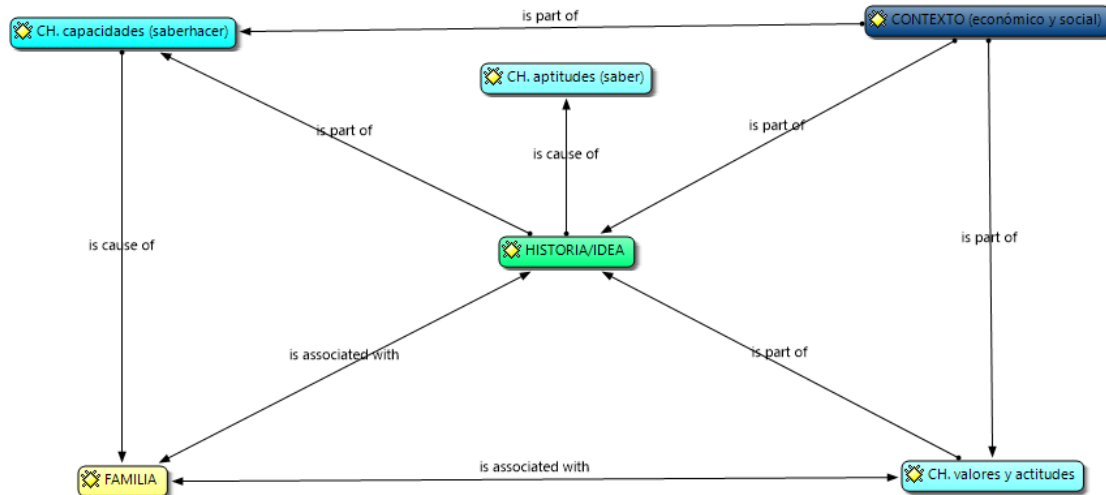 is part of
CONTEXTO (económico y social)
CH. capacidades (saberhacer)
CH. aptitudes (saber)
is part of
is part of
is cause of
HISTORIA/IDEA
is cause of
is part of
is associated with
is part of
is associated with
FAMILIA
CH. valores y actitudes